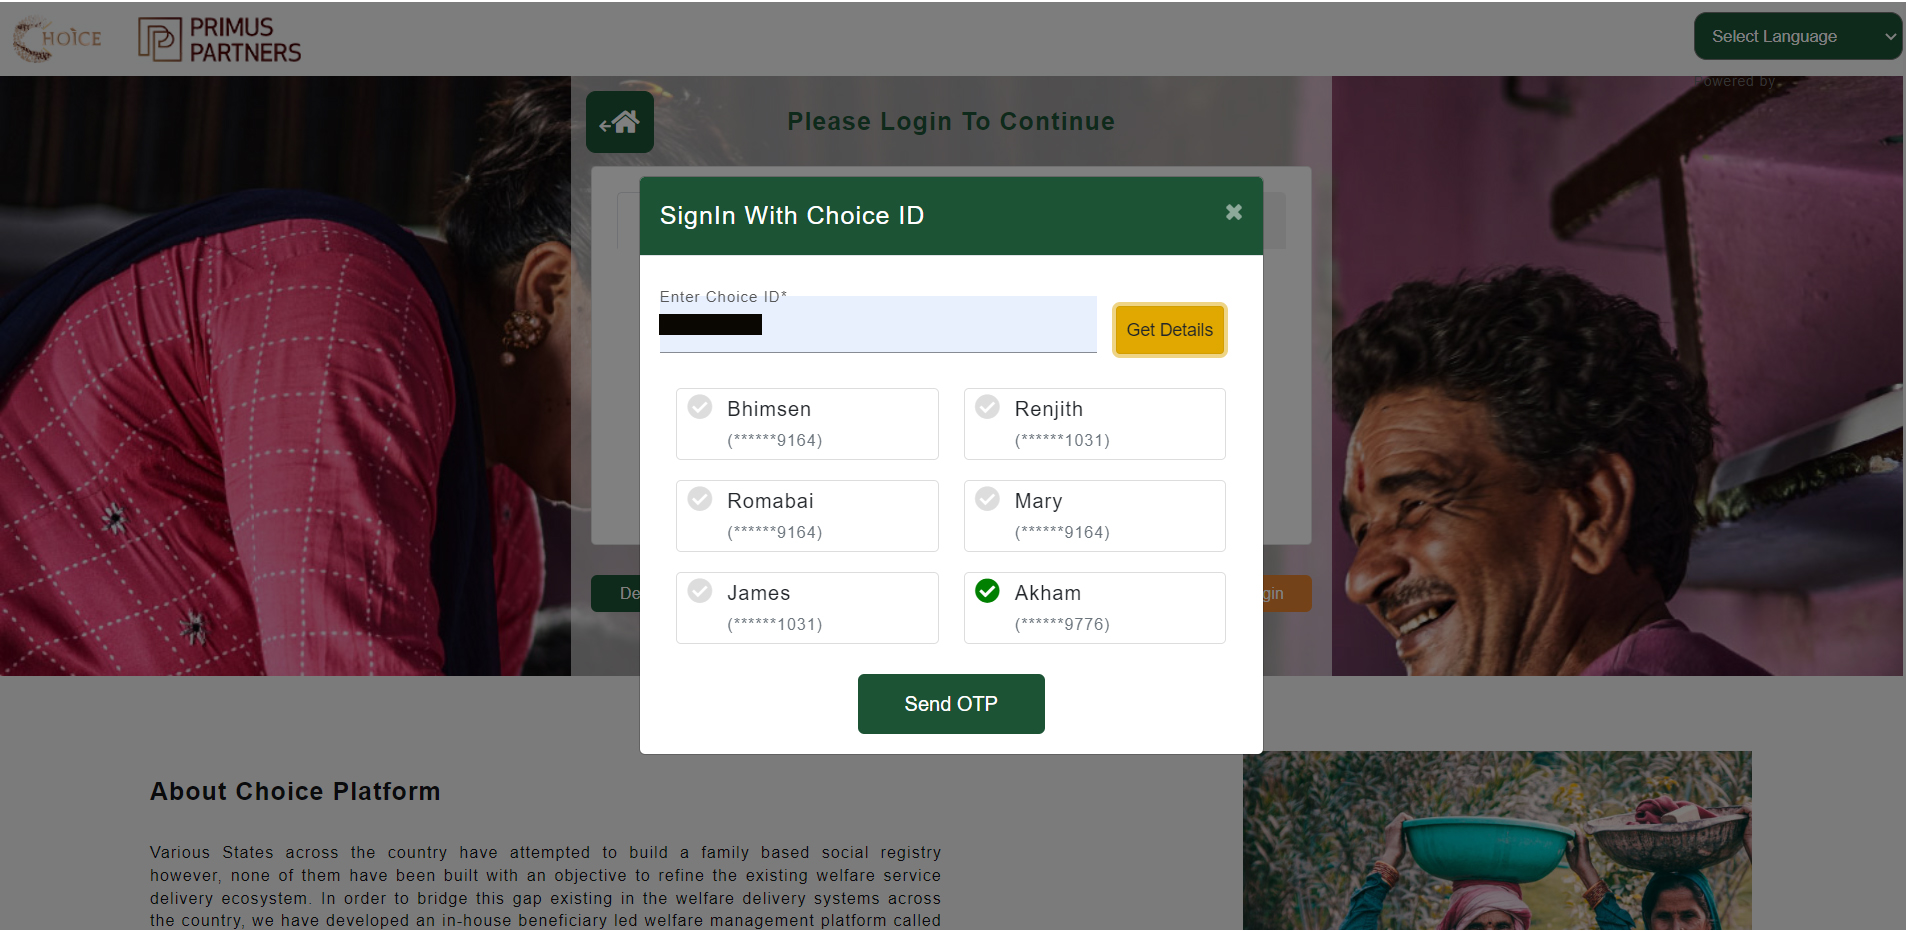 CHOICE
PRIMUS
PARTNERS
Select Language
owered by
Please Login To Continue
SignIn With Choice ID
Enter Choice ID*
Get Details
Bhimsen
(******9164)
Renjith
(******1031)
Romabai
(******9164)
Mary
(******9164)
James
(******1031)
Akham
(******9776)
De
gin
Send OTP
About Choice Platform
Various States across the country have attempted to build a family based social registry
however, none of them have been built with an objective to refine the existing welfare service
delivery ecosystem. In order to bridge this gap existing in the welfare delivery systems across
the country, we have developed an in-house beneficiary led welfare management platform called